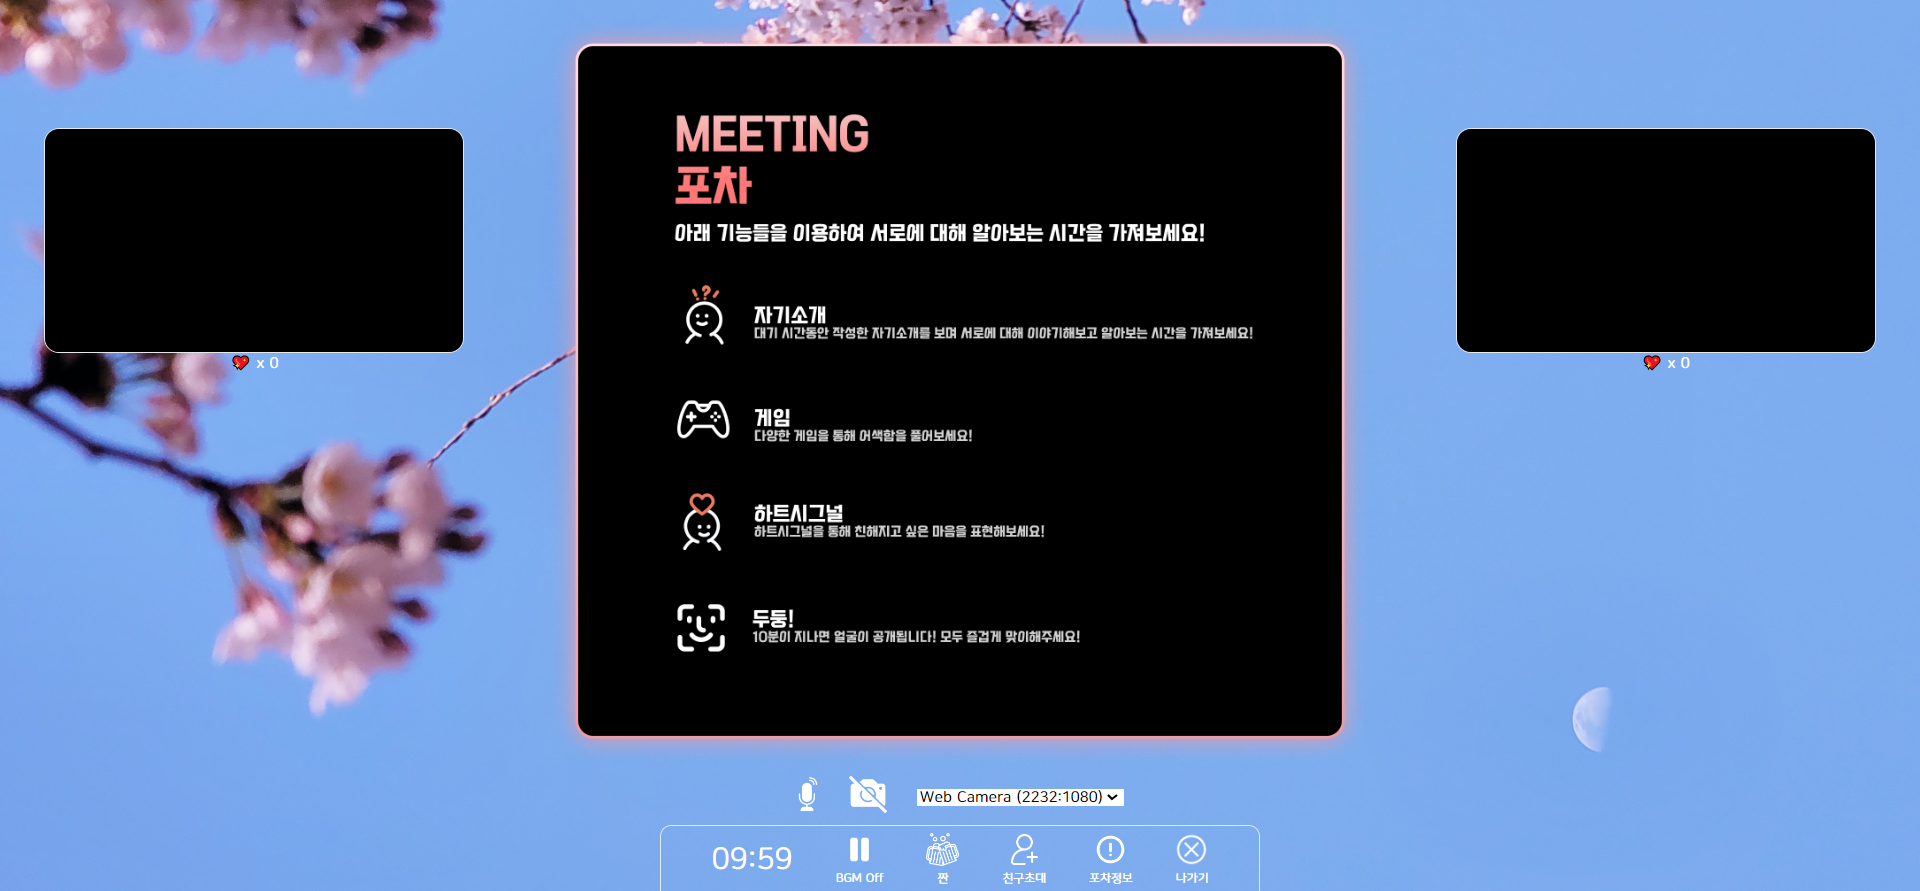 MEETING
포차
아래 기능들을 이용하여 서로에 대해 알아보는 시간을 가져보세요!
자기소개
대기 시간동안 작성한 자기소개를 보며 서로에 대해 이야기해보고 알아보는 시간을 가져보세요!
게임
다양한 게임을 통해 어색함을 풀어보세요!
하트시그널
하트시그널을 통해 친해지고 싶은 마음을 표현해보세요!
두둥!
10분이 지나면 얼굴이 공개됩니다! 모두 즐겁게 맞이해주세요!
x 0
x 0
Web Camera (2232:1080)
09:59
BGM Off
짠
친구초대
포차정보
나가기